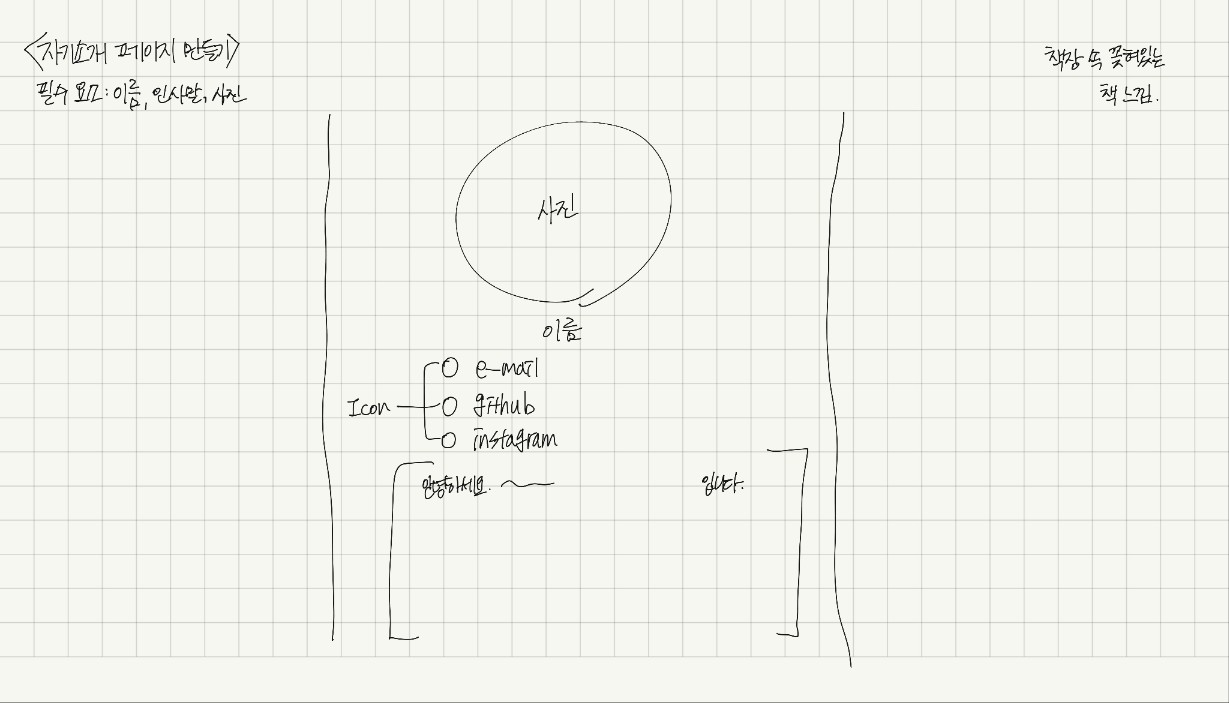 <자기소개 페이지 만들기>
필수 요소: 이름, 인사말, 사진
책장 속 꽂혀있는
책 느낌.
사진
이름
e-mail
github
Icon
instagram
안녕하세요. 입니다.